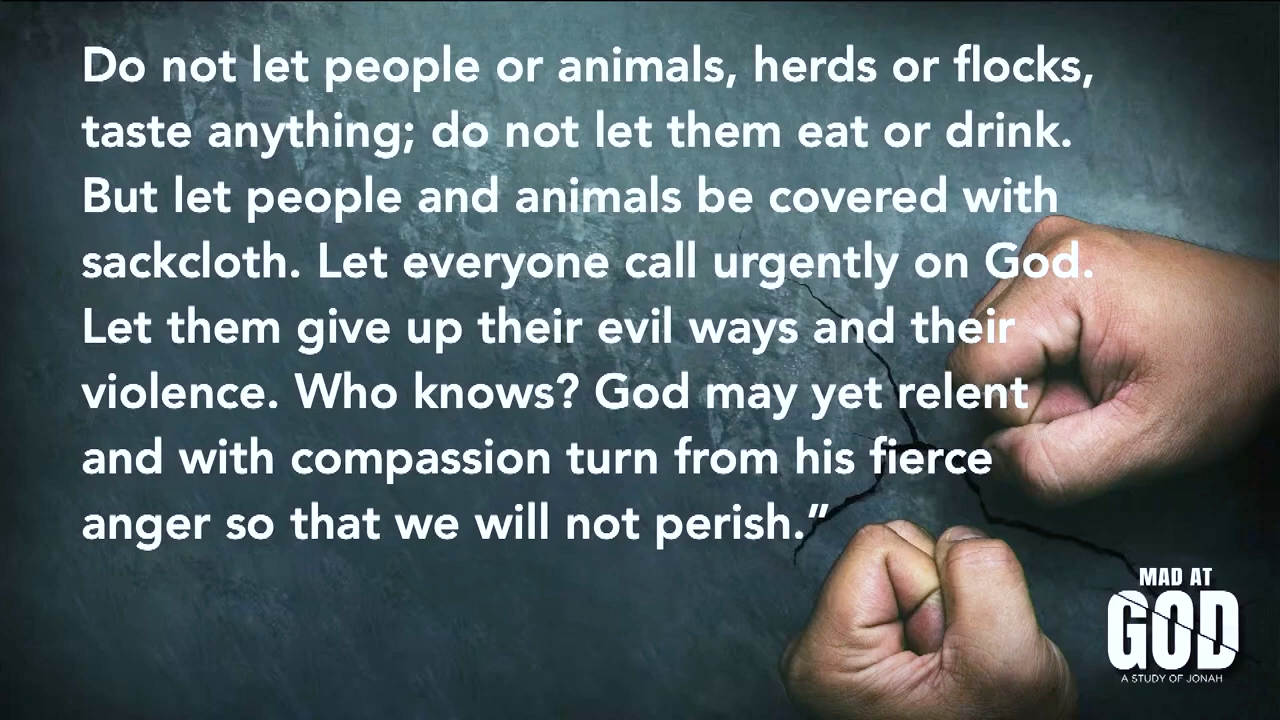 Do not let people or animals, herds or flocks,
taste anything; do not let them eat or drink.
But let people and animals be covered with
sackcloth. Let everyone call urgently on God.
Let them give up their evil ways and their
violence. Who knows? God may yet relent
and with compassion turn from his fierce
anger so that we will not perish.”
MAD AT
GOD
A STUDY OF JONAH